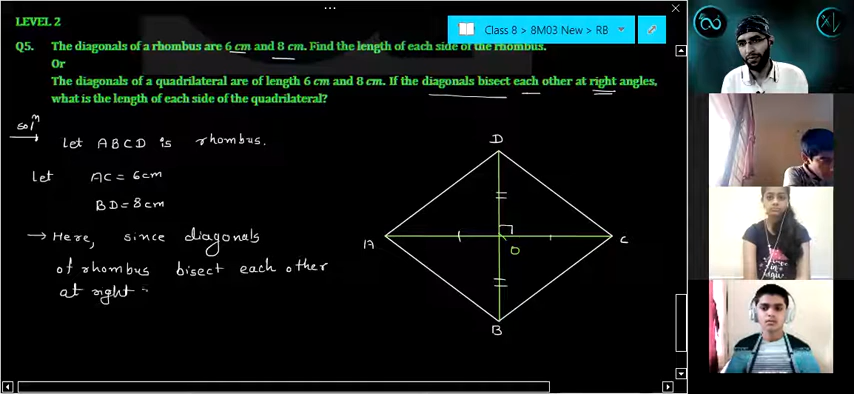 LEVEL 2
Class 8 > 8M03 New > RB
Q5. The diagonals of a rhombus are 6 cm and 8 cm. Find the length of each side of the rhombus.
Or
The diagonals of a quadrilateral are of length 6 cm and 8 cm. If the diagonals bisect each other at right angles,
what is the length of each side of the quadrilateral?
solⁿ
Let ABCD is rhombus.
Let AC = 6cm
BD = 8cm
→ Here, since diagonals
of rhombus bisect each other
at right
D
A
C
O
B